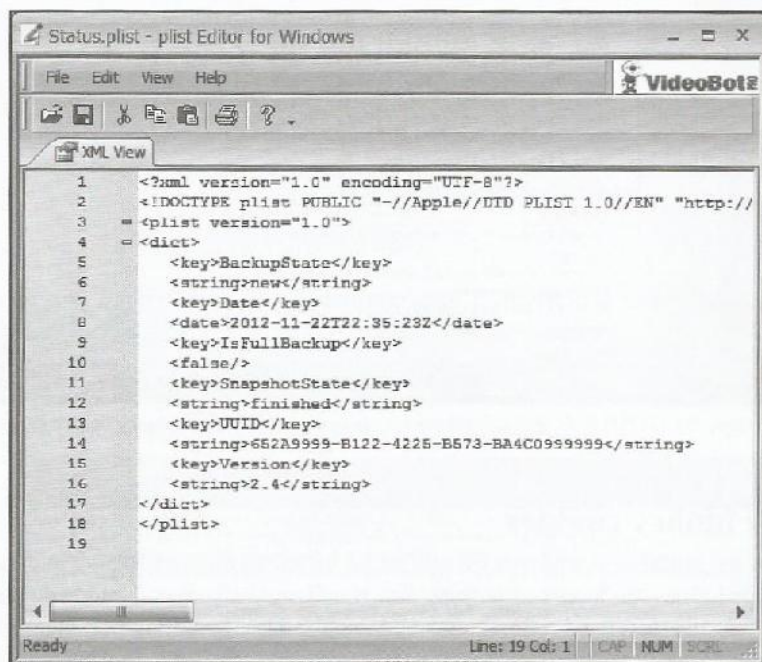 Status.plist - plist Editor for Windows
File Edit View Help
VideoBot
XML View
1 <?xml version="1.0" encoding="UTF-8"?>
2 <!DOCTYPE plist PUBLIC "-//Apple//DTD PLIST 1.0//EN" "http://
3 <plist version="1.0">
4 <dict>
5 <key>BackupState</key>
6 <string>new</string>
7 <key>Date</key>
8 <date>2012-11-22T22:35:23Z</date>
9 <key>IsFullBackup</key>
10 <false/>
11 <key>SnapshotState</key>
12 <string>finished</string>
13 <key>UUID</key>
14 <string>652A9999-B122-4225-B573-BA4C0999999</string>
15 <key>Version</key>
16 <string>2.4</string>
17 </dict>
18 </plist>
19
Ready Line: 19 Col: 1 CAP NUM SCRL